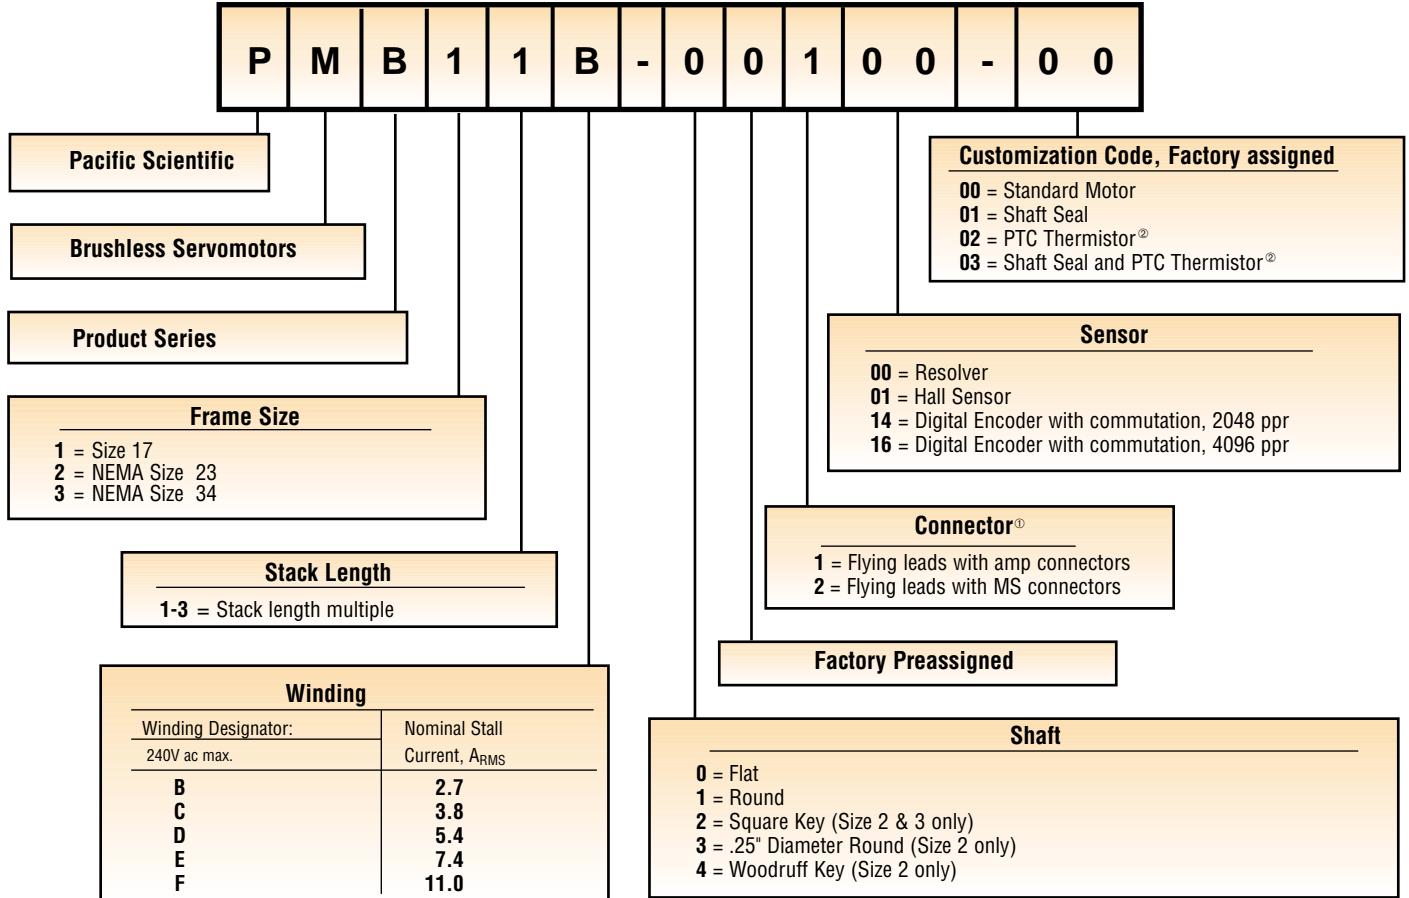 P M B 1 1 B - 0 0 1 0 0 - 0 0
Pacific Scientific
Brushless Servomotors
Product Series
Frame Size
1 = Size 17
2 = NEMA Size 23
3 = NEMA Size 34
Stack Length
1-3 = Stack length multiple
Winding
Winding Designator: Nominal Stall
240V ac max. Current, ARMS
B 2.7
C 3.8
D 5.4
E 7.4
F 11.0
Customization Code, Factory assigned
00 = Standard Motor
01 = Shaft Seal
02 = PTC Thermistor②
03 = Shaft Seal and PTC Thermistor②
Sensor
00 = Resolver
01 = Hall Sensor
14 = Digital Encoder with commutation, 2048 ppr
16 = Digital Encoder with commutation, 4096 ppr
Connector①
1 = Flying leads with amp connectors
2 = Flying leads with MS connectors
Factory Preassigned
Shaft
0 = Flat
1 = Round
2 = Square Key (Size 2 & 3 only)
3 = .25" Diameter Round (Size 2 only)
4 = Woodruff Key (Size 2 only)